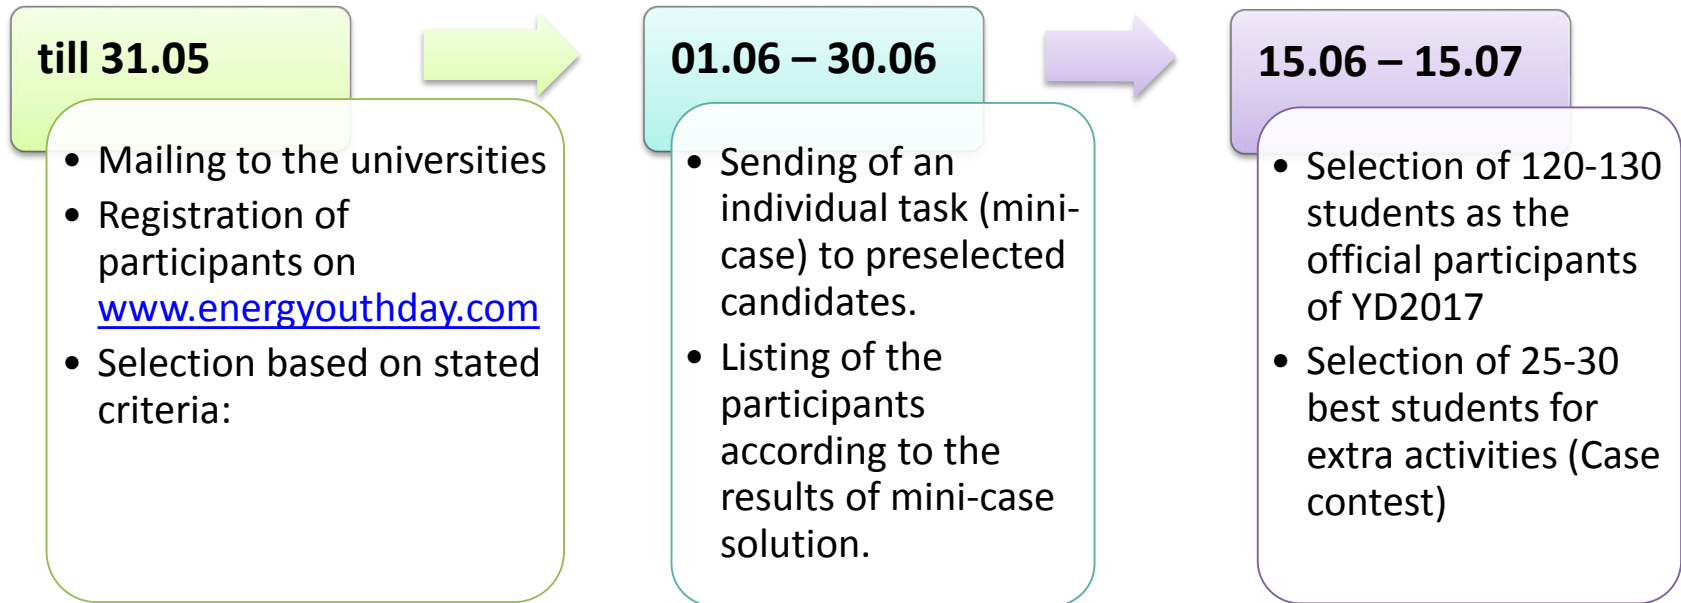 till 31.05
• Mailing to the universities
• Registration of
participants on
www.energyouthday.com
• Selection based on stated
criteria:
01.06 – 30.06
• Sending of an
individual task (mini-
case) to preselected
candidates.
• Listing of the
participants
according to the
results of mini-case
solution.
15.06 – 15.07
• Selection of 120-130
students as the
official participants
of YD2017
• Selection of 25-30
best students for
extra activities (Case
contest)